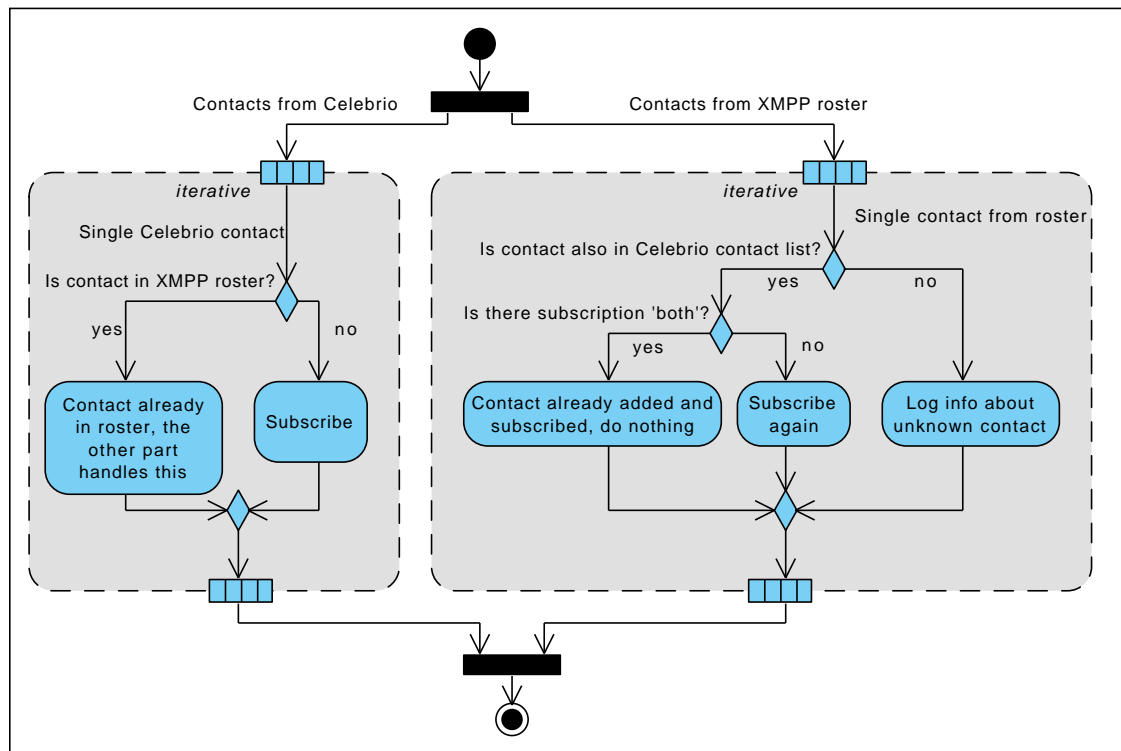 Contacts from Celebrio
Contacts from XMPP roster
iterative
Single Celebrio contact
Is contact in XMPP roster?
yes
no
Contact already
in roster, the
other part
handles this
Subscribe
iterative
Single contact from roster
Is contact also in Celebrio contact list?
yes
no
Is there subscription 'both'?
yes
no
Contact already added and
subscribed, do nothing
Subscribe
again
Log info about
unknown contact